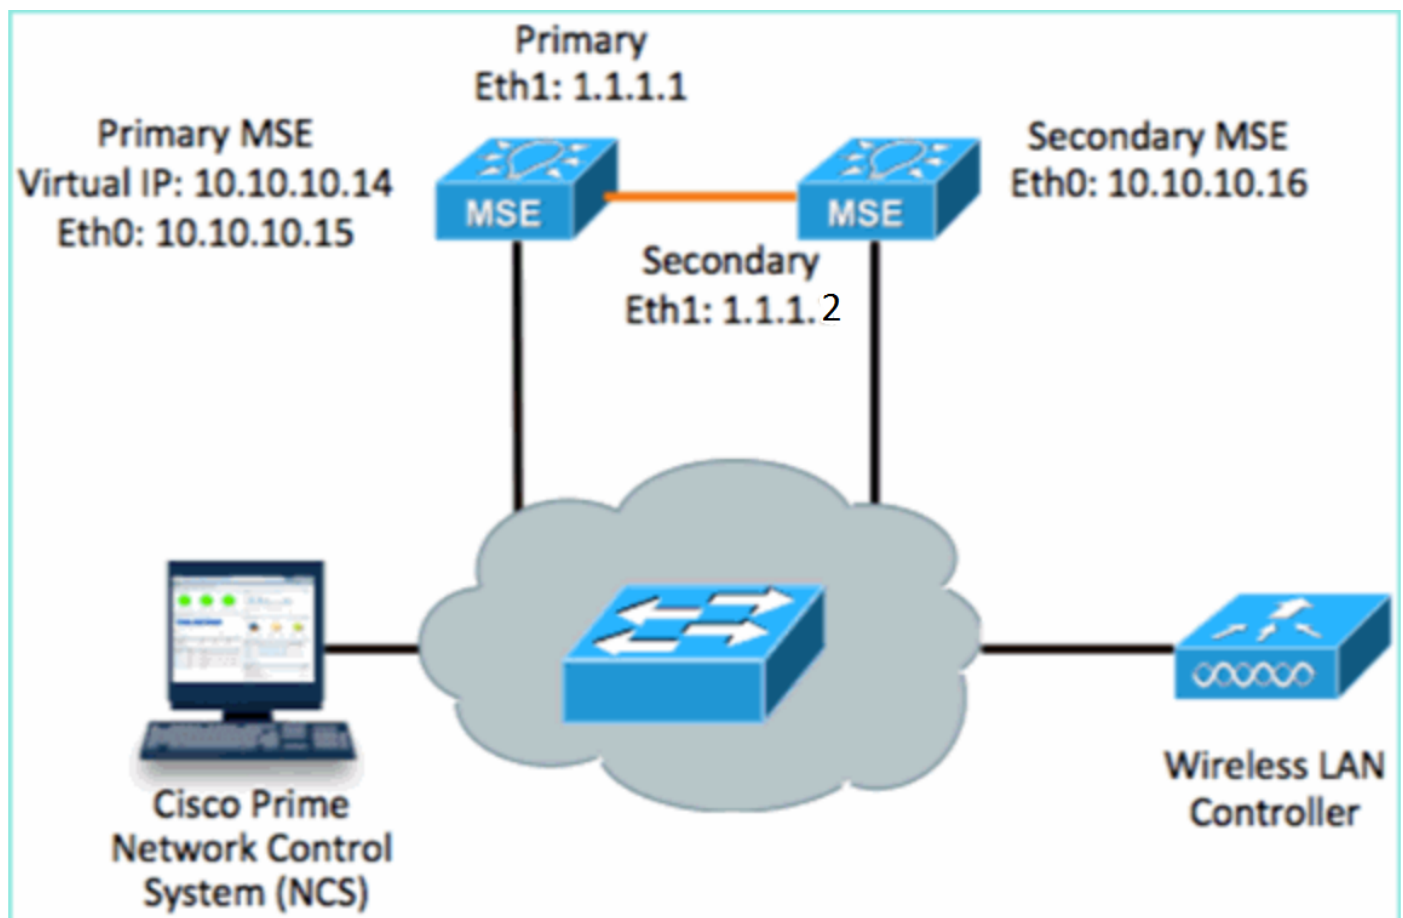 Primary
Eth1: 1.1.1.1
Primary MSE
Virtual IP: 10.10.10.14
Eth0: 10.10.10.15
Secondary MSE
Eth0: 10.10.10.16
MSE
MSE
Secondary
Eth1: 1.1.1.2
Cisco Prime
Network Control
System (NCS)
Wireless LAN
Controller